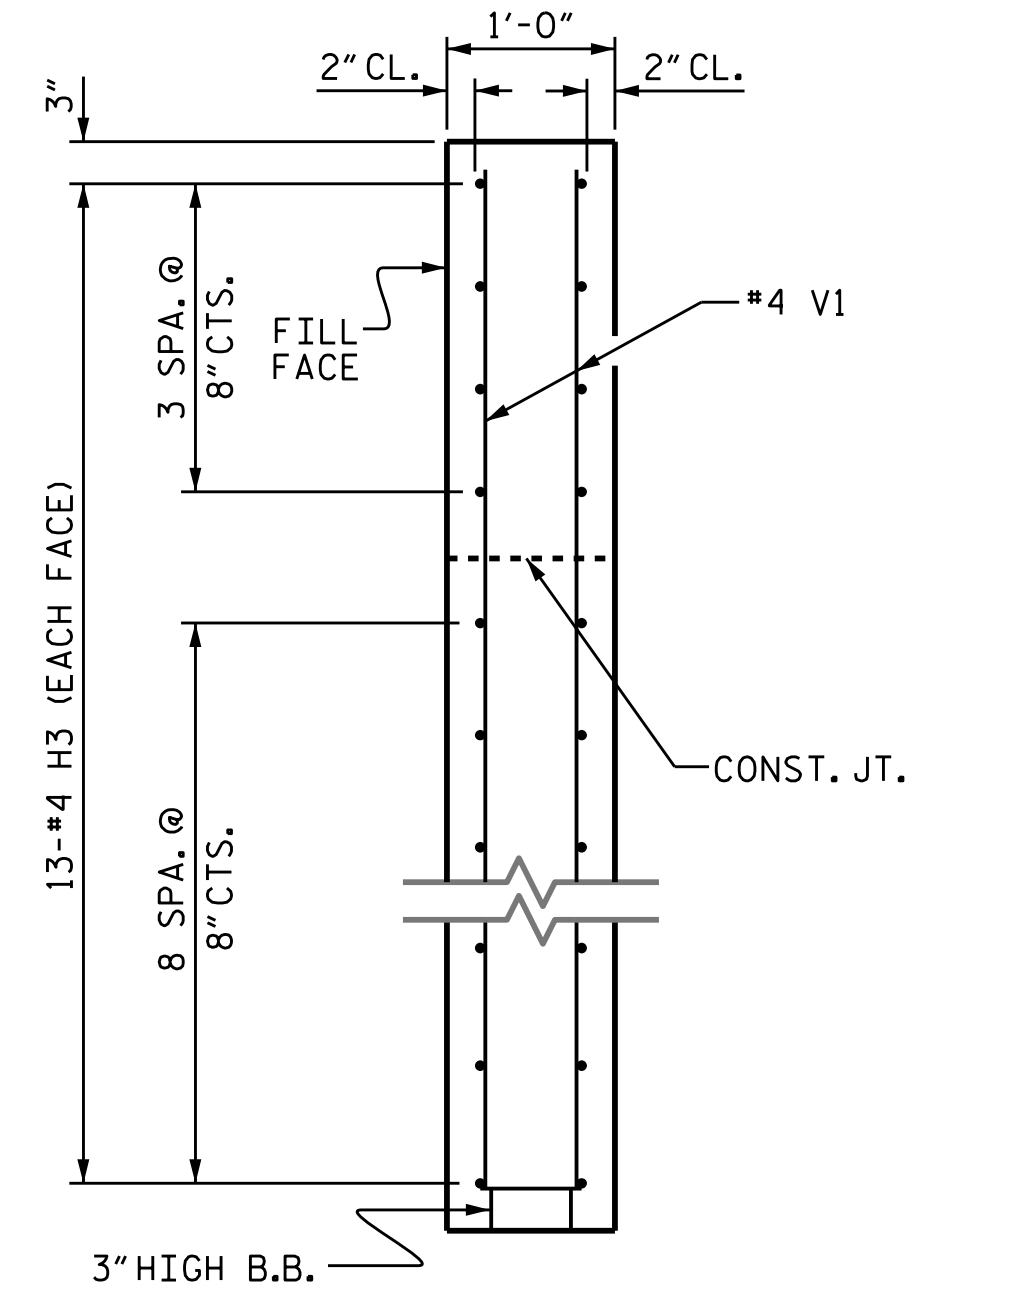 1'-0"
2"CL.
2"CL.
3"
3 SPA. @
8"CTS.
FILL
FACE
#4 V1
13-#4 H3 (EACH FACE)
CONST. JT.
8 SPA. @
8"CTS.
3"HIGH B.B.